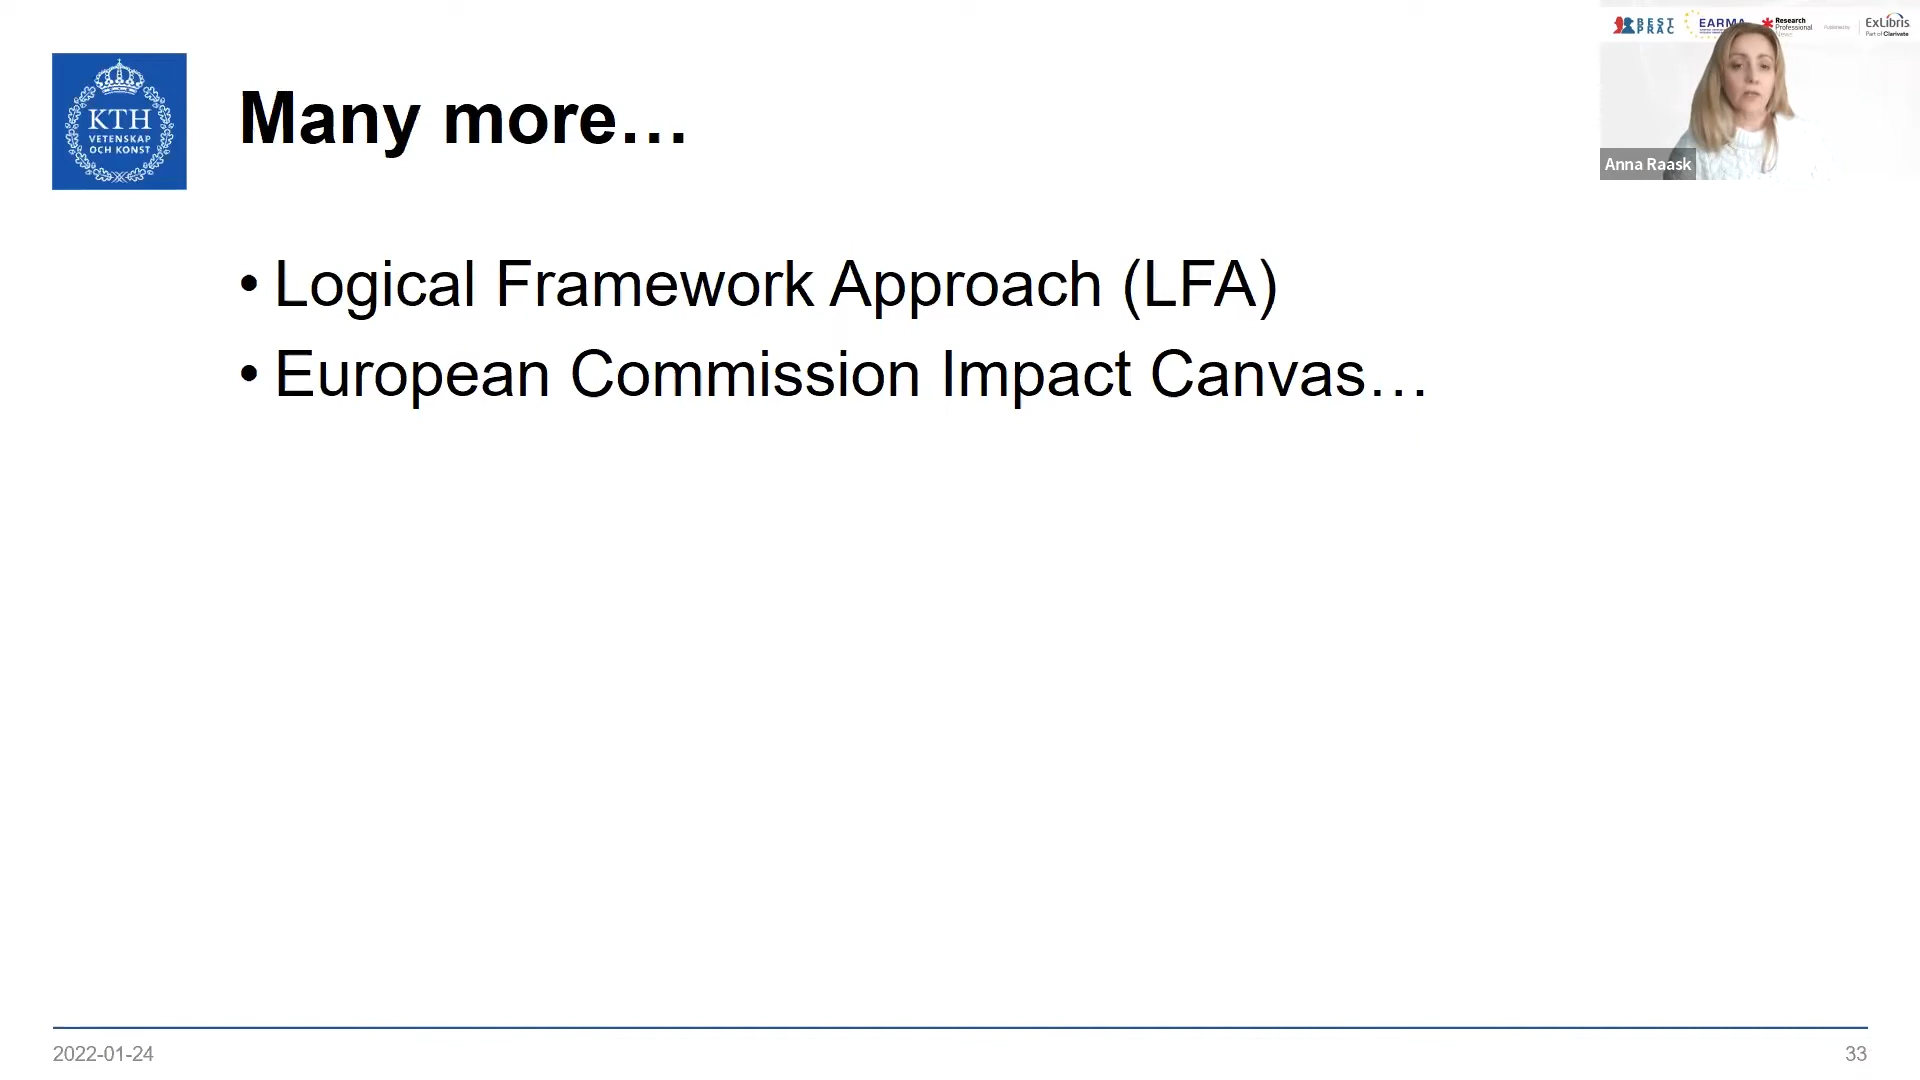 BEST
PRAC
EARMA
Research
Professional
News
ExLibris
Part of Clarivate
KTH
VETENSKAP
OCH KONST
Many more…
Anna Raask
• Logical Framework Approach (LFA)
• European Commission Impact Canvas…
2022-01-24
33